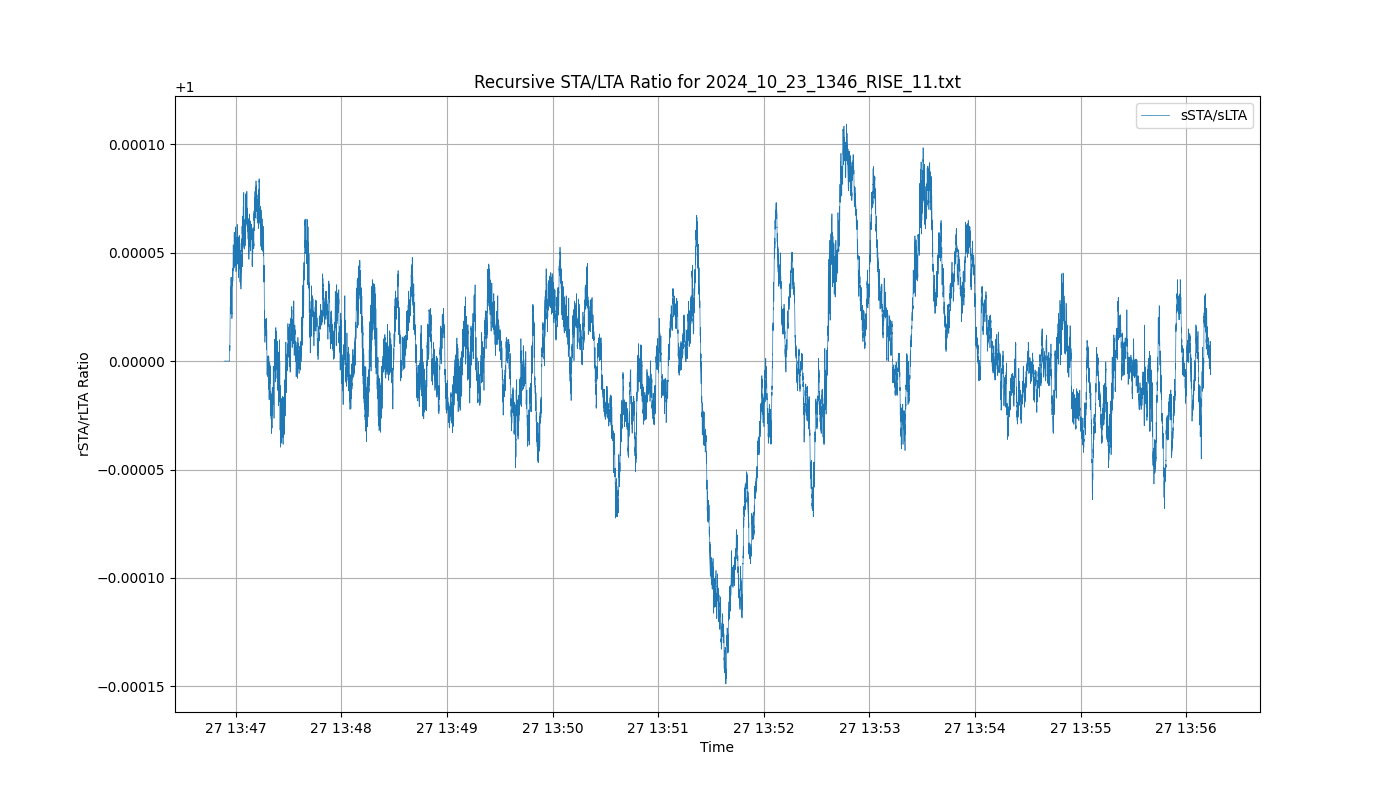 Recursive STA/LTA Ratio for 2024_10_23_1346_RISE_11.txt
+1
sSTA/sLTA
0.00010
0.00005
0.00000
−0.00005
−0.00010
−0.00015
rSTA/rLTA Ratio
27 13:47 27 13:48 27 13:49 27 13:50 27 13:51 27 13:52 27 13:53 27 13:54 27 13:55 27 13:56
Time